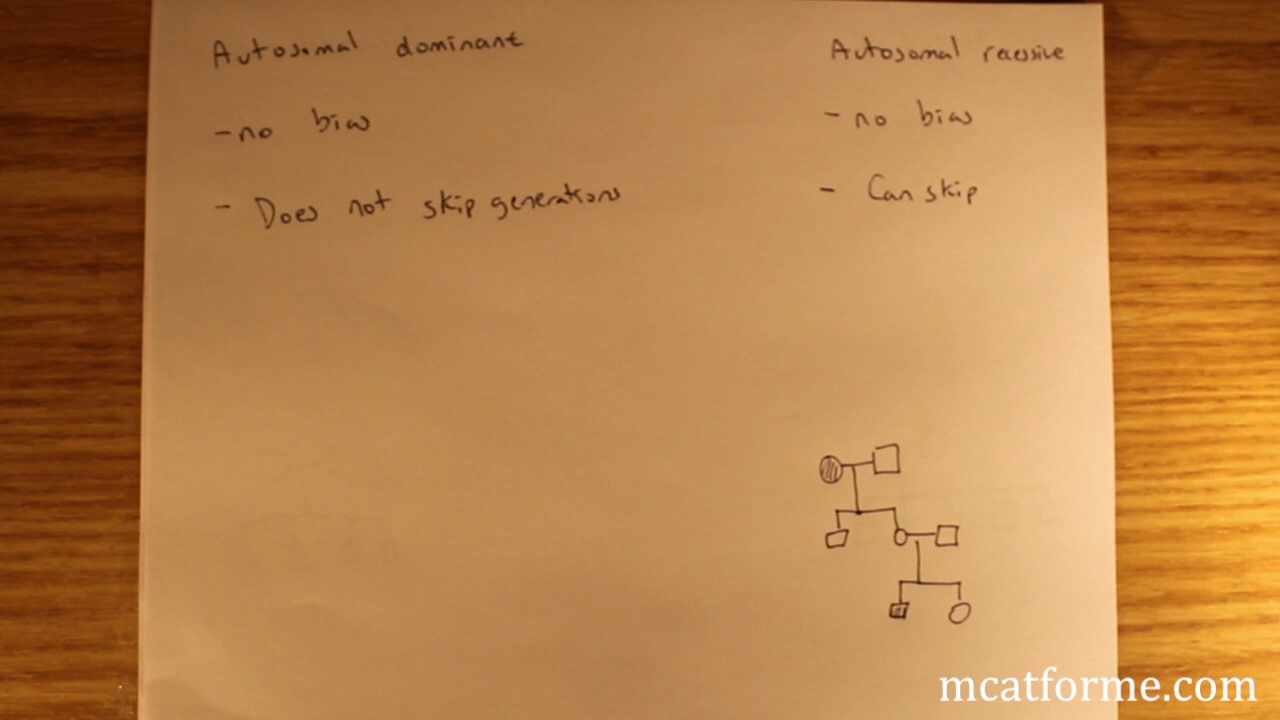 Autosomal dominant
- no bias
- Does not skip generations
Autosomal recessive
- no bias
- Can skip
mcatforme.com